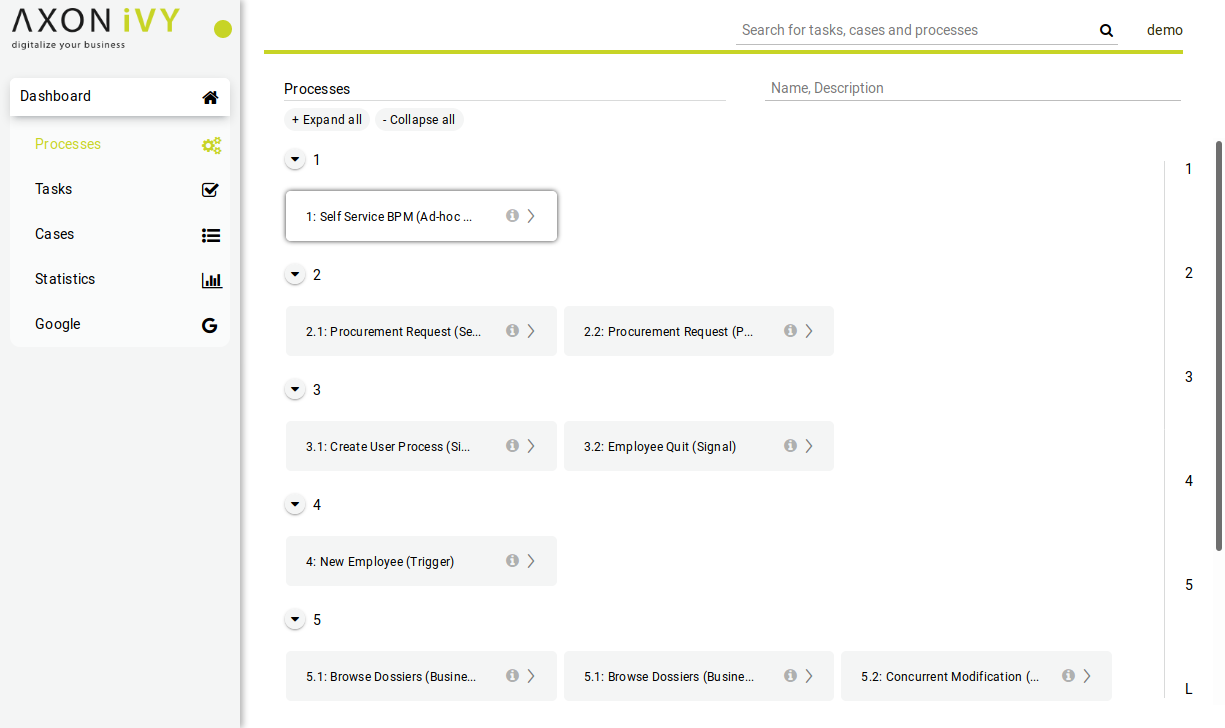 AXON iVY
digitalize your business
Search for tasks, cases and processes
demo
Dashboard
Processes
Tasks
Cases
Statistics
Google
Processes
Name, Description
+ Expand all
- Collapse all
1
1: Self Service BPM (Ad-hoc ...
2
2.1: Procurement Request (Se...
2.2: Procurement Request (P...
3
3.1: Create User Process (Si...
3.2: Employee Quit (Signal)
4
4: New Employee (Trigger)
5
5.1: Browse Dossiers (Busine...
5.1: Browse Dossiers (Busine...
5.2: Concurrent Modification (...
1
2
3
4
5
L